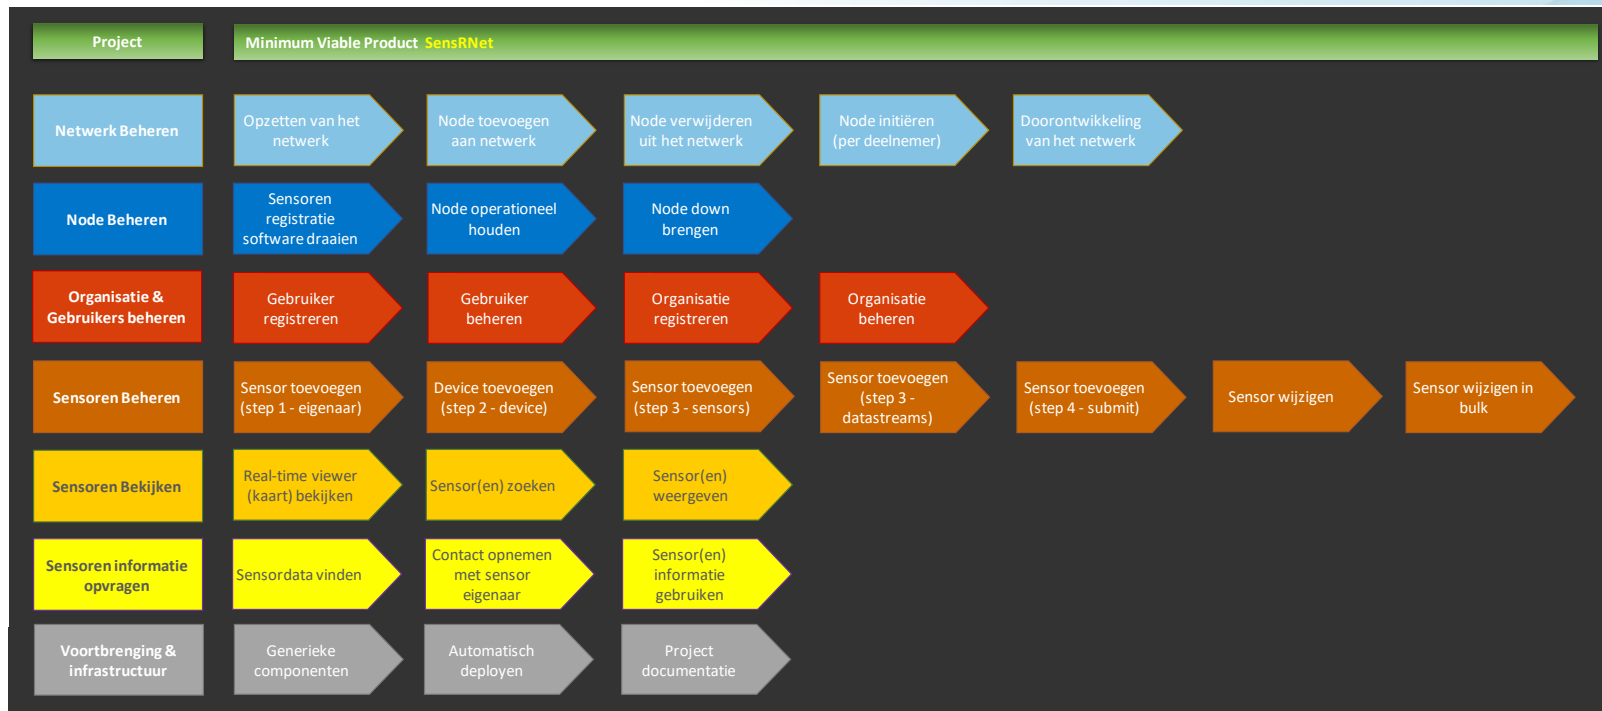 Project
Minimum Viable Product SensRNet
Netwerk Beheren
Opzetten van het
netwerk
Node toevoegen
aan netwerk
Node verwijderen
uit het netwerk
Node initiëren
(per deelnemer)
Doorontwikkeling
van het netwerk
Node Beheren
Sensoren
registratie
software draaien
Node operationeel
houden
Node down
brengen
Organisatie &
Gebruikers beheren
Gebruiker
registreren
Gebruiker
beheren
Organisatie
registreren
Organisatie
beheren
Sensoren Beheren
Sensor toevoegen
(step 1 - eigenaar)
Device toevoegen
(step 2 - device)
Sensor toevoegen
(step 3 - sensors)
Sensor toevoegen
(step 3 -
datastreams)
Sensor toevoegen
(step 4 - submit)
Sensor wijzigen
Sensor wijzigen in
bulk
Sensoren Bekijken
Real-time viewer
(kaart) bekijken
Sensor(en) zoeken
Sensor(en)
weergeven
Sensoren informatie
opvragen
Sensordata vinden
Contact opnemen
met sensor
eigenaar
Sensor(en)
informatie
gebruiken
Voortbrenging &
infrastructuur
Generieke
componenten
Automatisch
deployen
Project
documentatie